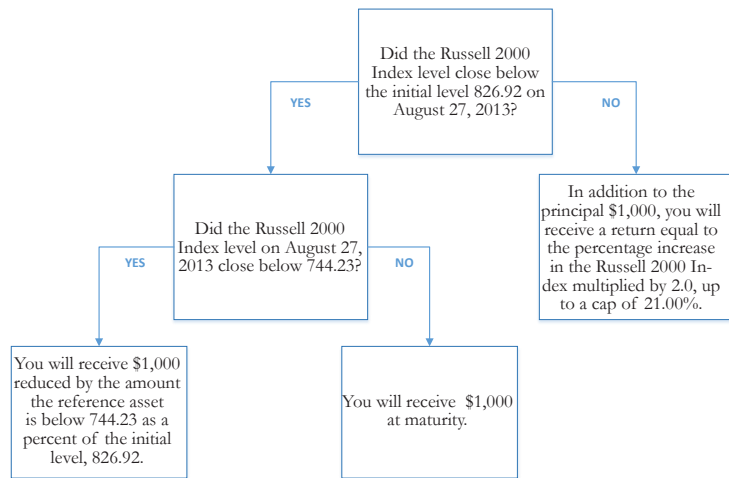 Did the Russell 2000
Index level close below
the initial level 826.92 on
August 27, 2013?
YES
NO
Did the Russell 2000
Index level on August 27,
2013 close below 744.23?
In addition to the
principal $1,000, you will
receive a return equal to
the percentage increase
in the Russell 2000 In-
dex multiplied by 2.0, up
to a cap of 21.00%.
YES
NO
You will receive $1,000
reduced by the amount
the reference asset
is below 744.23 as a
percent of the initial
level, 826.92.
You will receive $1,000
at maturity.